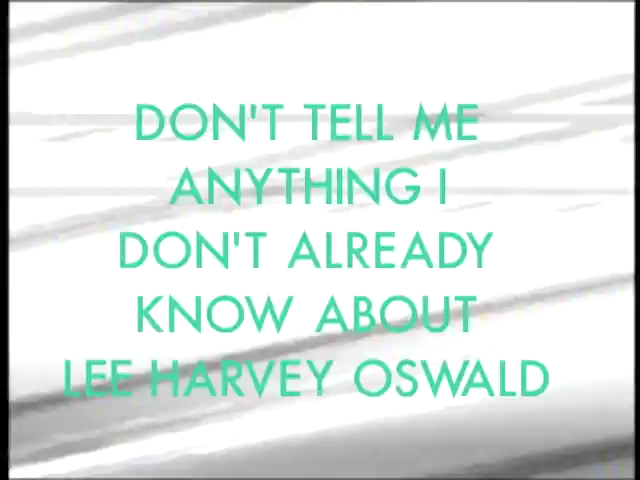 DON'T TELL ME
ANYTHING I
DON'T ALREADY
KNOW ABOUT
LEE HARVEY OSWALD